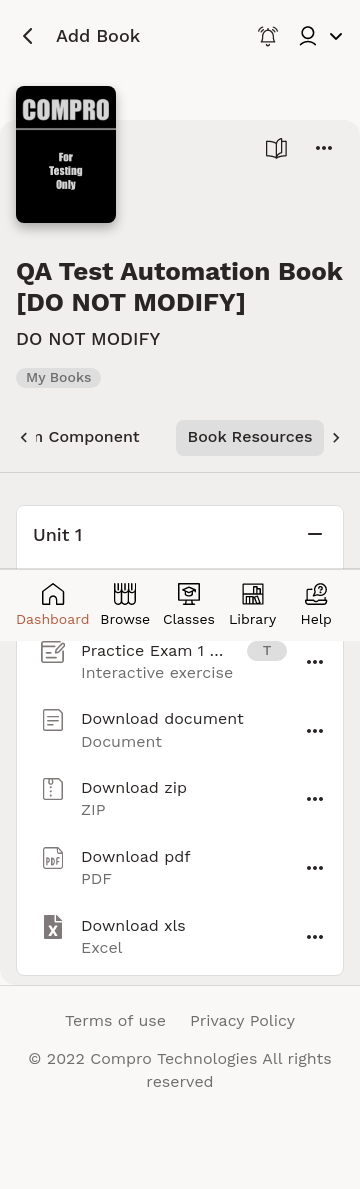 Add Book
COMPRO
For
Testing
Only
QA Test Automation Book
[DO NOT MODIFY]
DO NOT MODIFY
My Books
Component
Book Resources
Unit 1
Dashboard
Browse
Classes
Library
Help
Practice Exam 1 ...
T
Interactive exercise
Download document
Document
Download zip
ZIP
PDF
Download pdf
PDF
X
Download xls
Excel
Terms of use
Privacy Policy
© 2022 Compro Technologies All rights
reserved